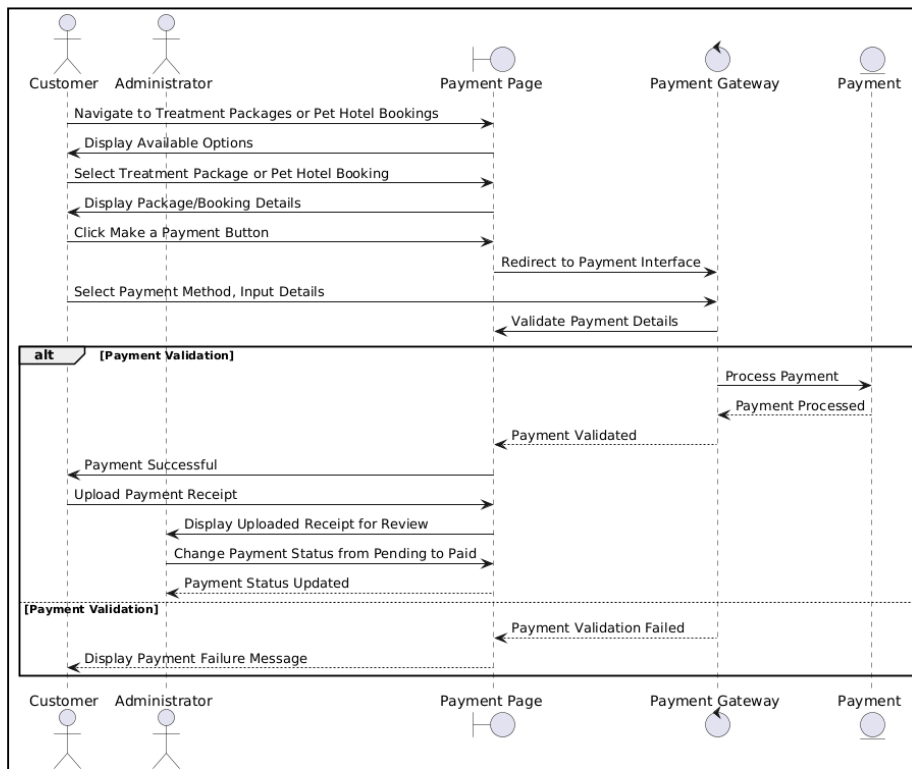 Customer Administrator Payment Page Payment Gateway Payment
Navigate to Treatment Packages or Pet Hotel Bookings
Display Available Options
Select Treatment Package or Pet Hotel Booking
Display Package/Booking Details
Click Make a Payment Button
Redirect to Payment Interface
Select Payment Method, Input Details
Validate Payment Details
alt [Payment Validation]
Process Payment
Payment Processed
Payment Validated
Payment Successful
Upload Payment Receipt
Display Uploaded Receipt for Review
Change Payment Status from Pending to Paid
Payment Status Updated
[Payment Validation]
Payment Validation Failed
Display Payment Failure Message
Customer Administrator Payment Page Payment Gateway Payment